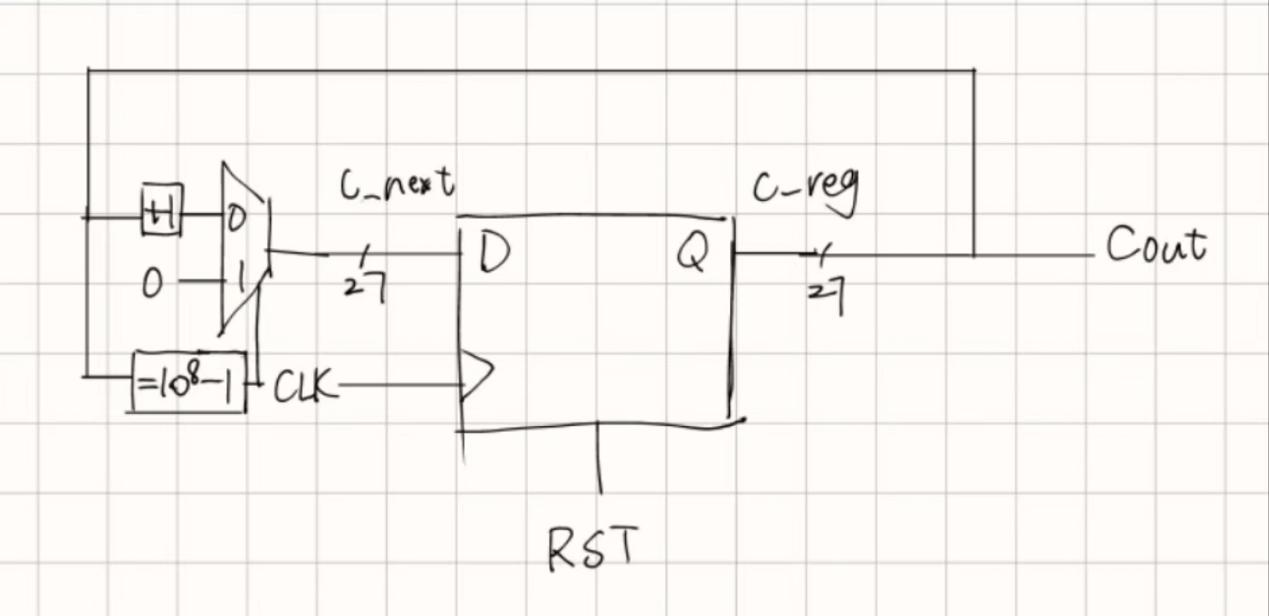 C_next
C_reg
+1
0
D
Q
Cout
0
1
27
27
=10⁸-1
CLK
RST